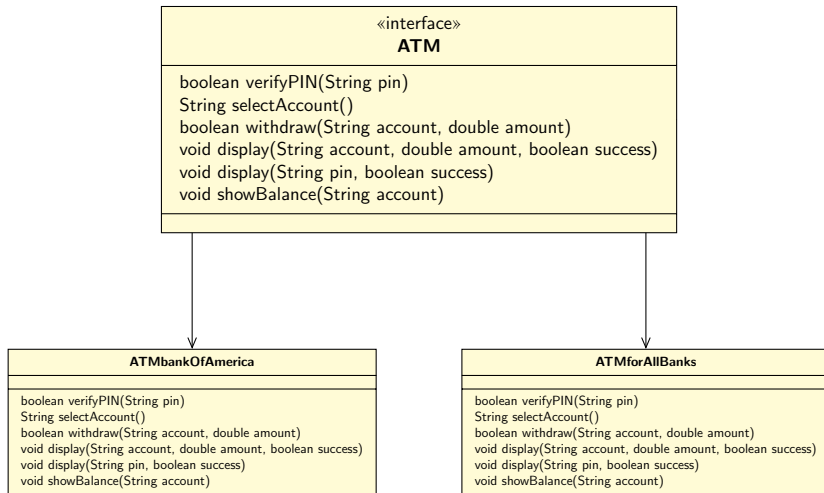 «interface»
ATM
boolean verifyPIN(String pin)
String selectAccount()
boolean withdraw(String account, double amount)
void display(String account, double amount, boolean success)
void display(String pin, boolean success)
void showBalance(String account)
ATMbankOfAmerica
boolean verifyPIN(String pin)
String selectAccount()
boolean withdraw(String account, double amount)
void display(String account, double amount, boolean success)
void display(String pin, boolean success)
void showBalance(String account)
ATMforAllBanks
boolean verifyPIN(String pin)
String selectAccount()
boolean withdraw(String account, double amount)
void display(String account, double amount, boolean success)
void display(String pin, boolean success)
void showBalance(String account)